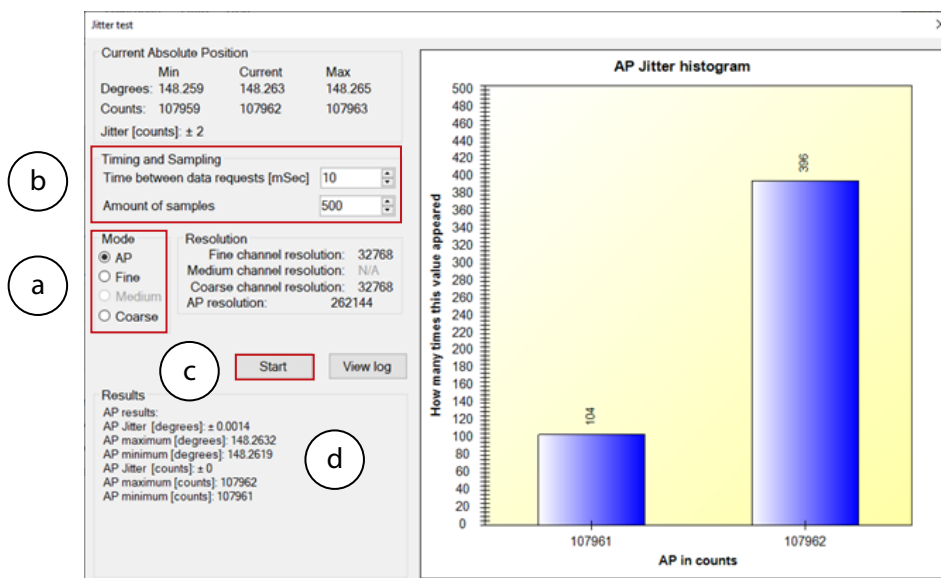 Jitter test
Current Absolute Position
Min Current Max
Degrees: 148.259 148.263 148.265
Counts: 107959 107962 107963
Jitter [counts]: ± 2
b
Timing and Sampling
Time between data requests [mSec] 10
Amount of samples 500
a
Mode
AP
Fine
Medium
Coarse
Resolution
Fine channel resolution: 32768
Medium channel resolution: N/A
Coarse channel resolution: 32768
AP resolution: 262144
c
Start View log
Results
AP results:
AP Jitter [degrees]: ± 0.0014
AP maximum [degrees]: 148.2632
AP minimum [degrees]: 148.2619
AP Jitter [counts]: ± 0
AP maximum [counts]: 107962
AP minimum [counts]: 107961
d
AP Jitter histogram
How many times this value appeared
500
480
460
440
420
400
380
360
340
320
300
280
260
240
220
200
180
160
140
120
100
80
60
40
20
0
104
396
107961 107962
AP in counts